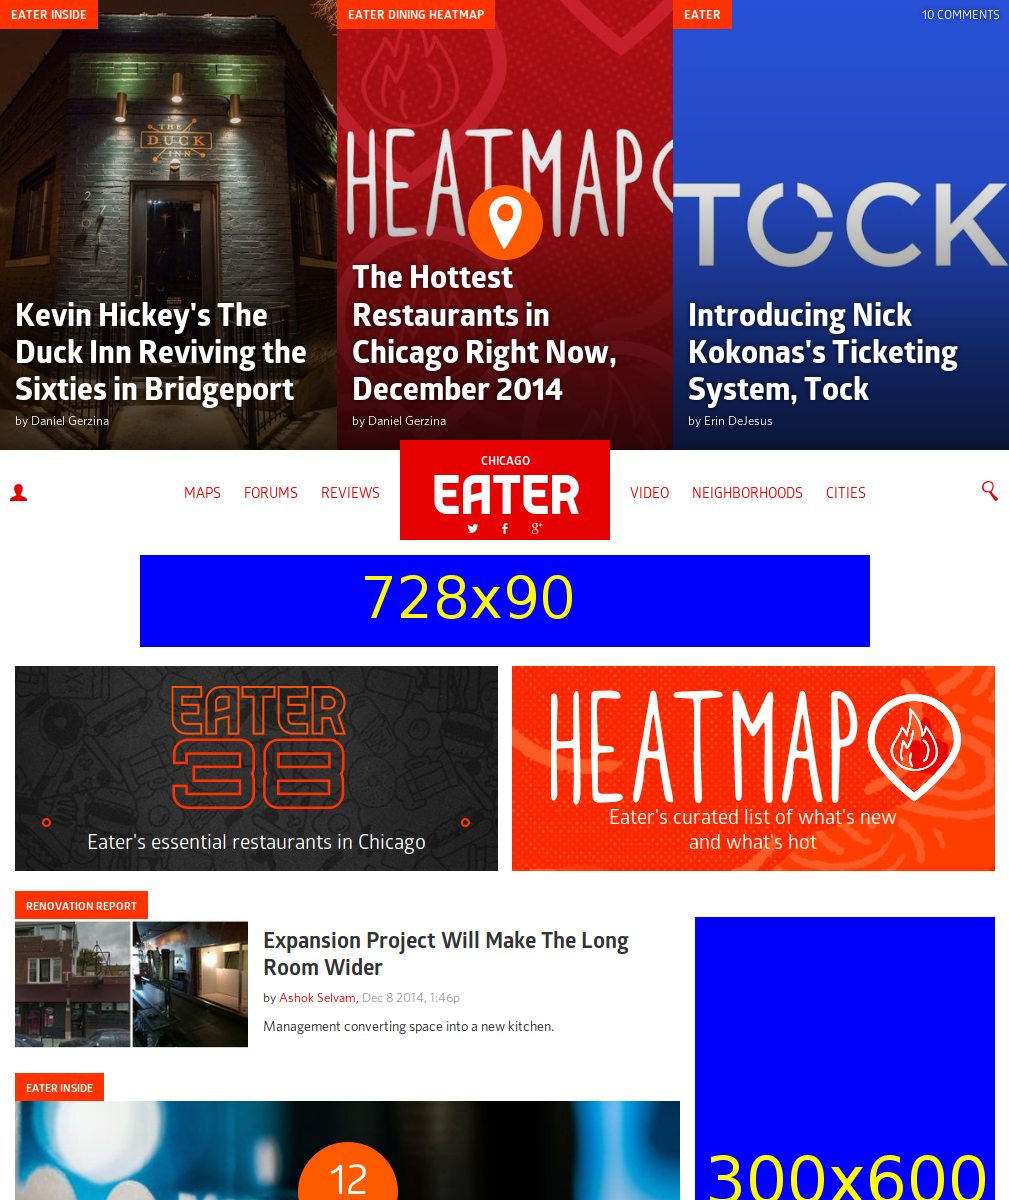 EATER INSIDE
THE
DUCK
INN
Kevin Hickey's The
Duck Inn Reviving the
Sixties in Bridgeport
by Daniel Gerzina
EATER DINING HEATMAP
HEATMAP
The Hottest
Restaurants in
Chicago Right Now,
December 2014
by Daniel Gerzina
EATER
10 COMMENTS
TOCK
Introducing Nick
Kokonas's Ticketing
System, Tock
by Erin DeJesus
MAPS FORUMS REVIEWS
CHICAGO
EATER
VIDEO NEIGHBORHOODS CITIES
728x90
EATER
38
Eater's essential restaurants in Chicago
HEATMAP
Eater's curated list of what's new
and what's hot
RENOVATION REPORT
Expansion Project Will Make The Long
Room Wider
by Ashok Selvam, Dec 8 2014, 1:46p
Management converting space into a new kitchen.
EATER INSIDE
12
300x600